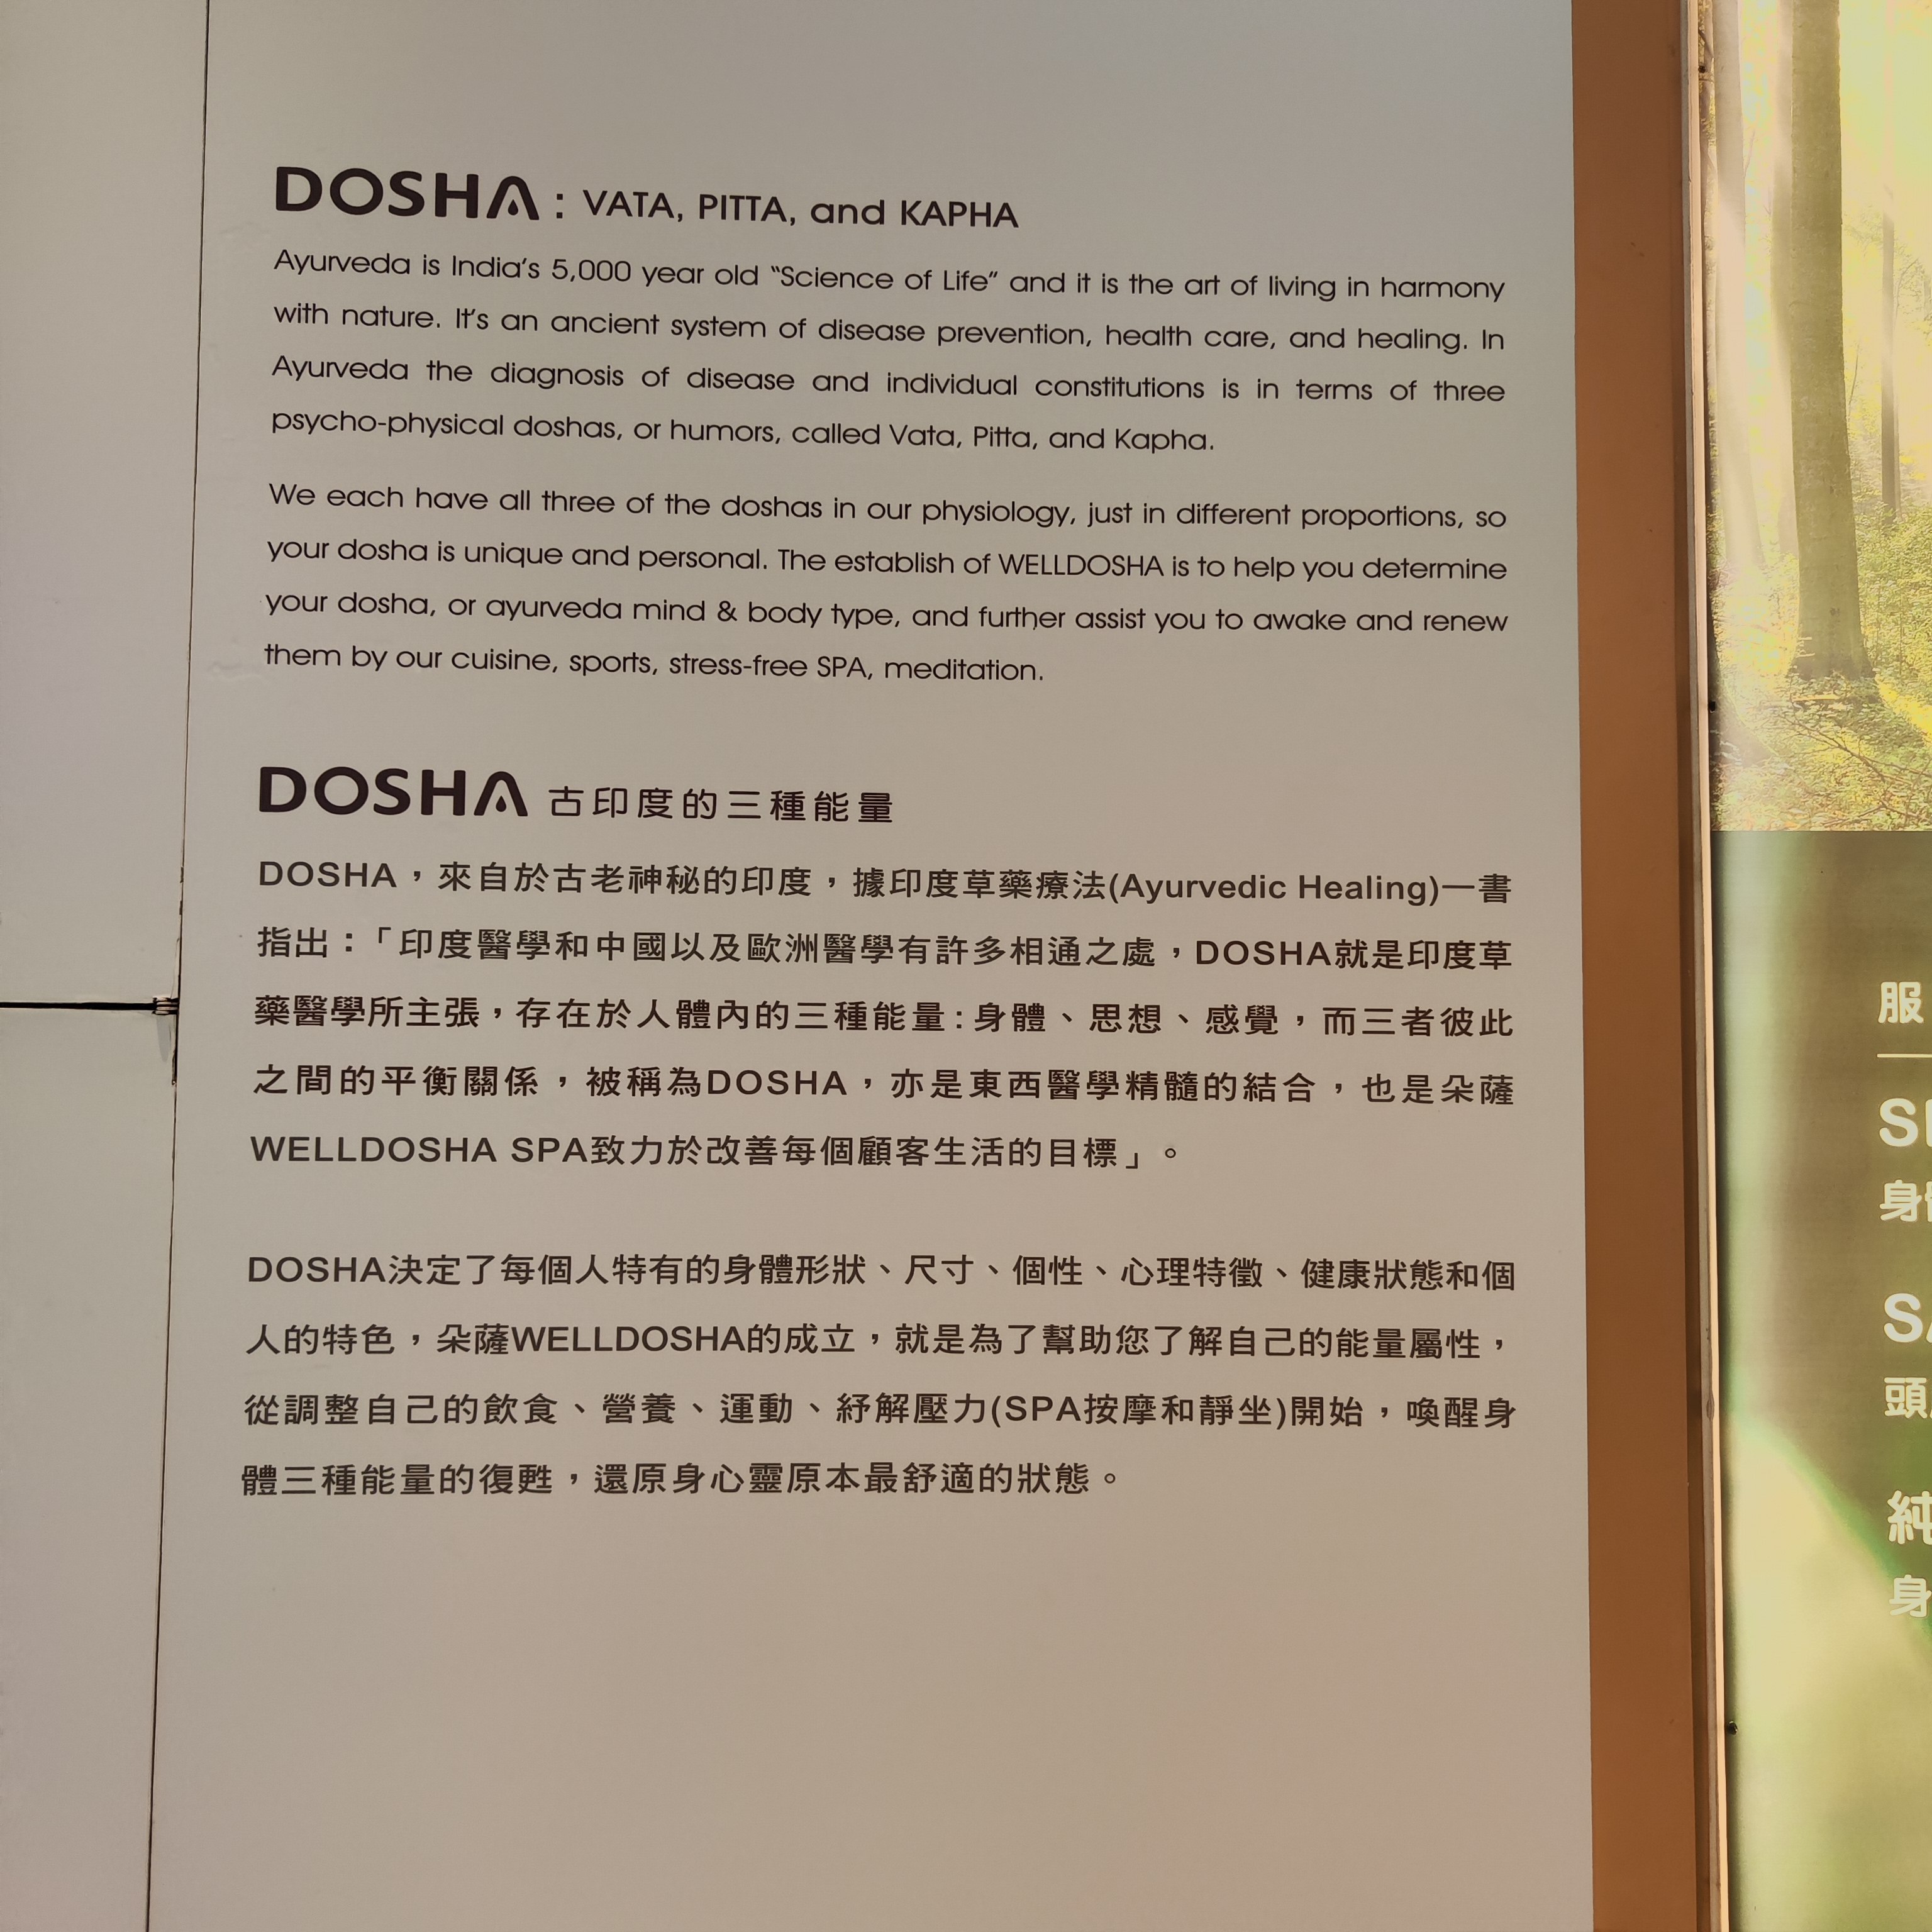 DOSHA : VATA, PITTA, and KAPHA
Ayurveda is India's 5,000 year old “Science of Life” and it is the art of living in harmony
with nature. It's an ancient system of disease prevention, health care, and healing. In
Ayurveda the diagnosis of disease and individual constitutions is in terms of three
psycho-physical doshas, or humors, called Vata, Pitta, and Kapha.
We each have all three of the doshas in our physiology, just in different proportions, so
your dosha is unique and personal. The establish of WELLDOSHA is to help you determine
your dosha, or ayurveda mind & body type, and further assist you to awake and renew
them by our cuisine, sports, stress-free SPA, meditation.
DOSHA 古印度的三種能量
DOSHA，來自於古老神秘的印度，據印度草藥療法(Ayurvedic Healing)一書
指出：「印度醫學和中國以及歐洲醫學有許多相通之處，DOSHA就是印度草
藥醫學所主張，存在於人體內的三種能量:身體、思想、感覺，而三者彼此
之間的平衡關係，被稱為DOSHA，亦是東西醫學精髓的結合，也是朵薩
WELLDOSHA SPA致力於改善每個顧客生活的目標」。
DOSHA決定了每個人特有的身體形狀、尺寸、個性、心理特徵、健康狀態和個
人的特色，朵薩WELLDOSHA的成立，就是為了幫助您了解自己的能量屬性，
從調整自己的飲食、營養、運動、紓解壓力(SPA按摩和靜坐)開始，喚醒身
體三種能量的復甦，還原身心靈原本最舒適的狀態。
服
身
頭
純
身